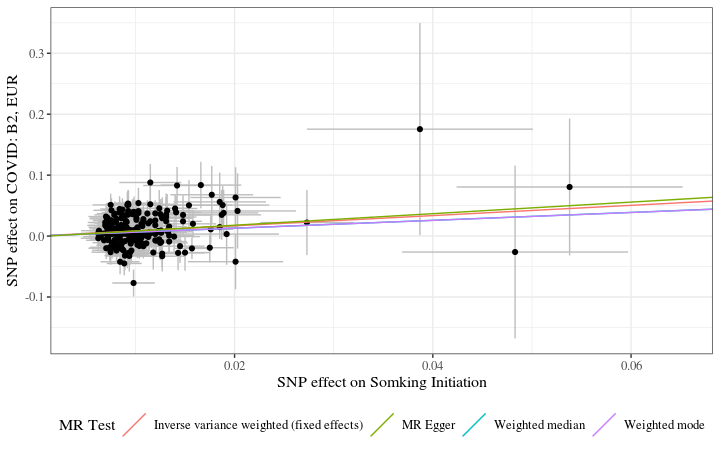 SNP effect on COVID: B2, EUR
0.3
0.2
0.1
0.0
-0.1
0.02
0.04
0.06
SNP effect on Somking Initiation
MR Test
Inverse variance weighted (fixed effects)
MR Egger
Weighted median
Weighted mode